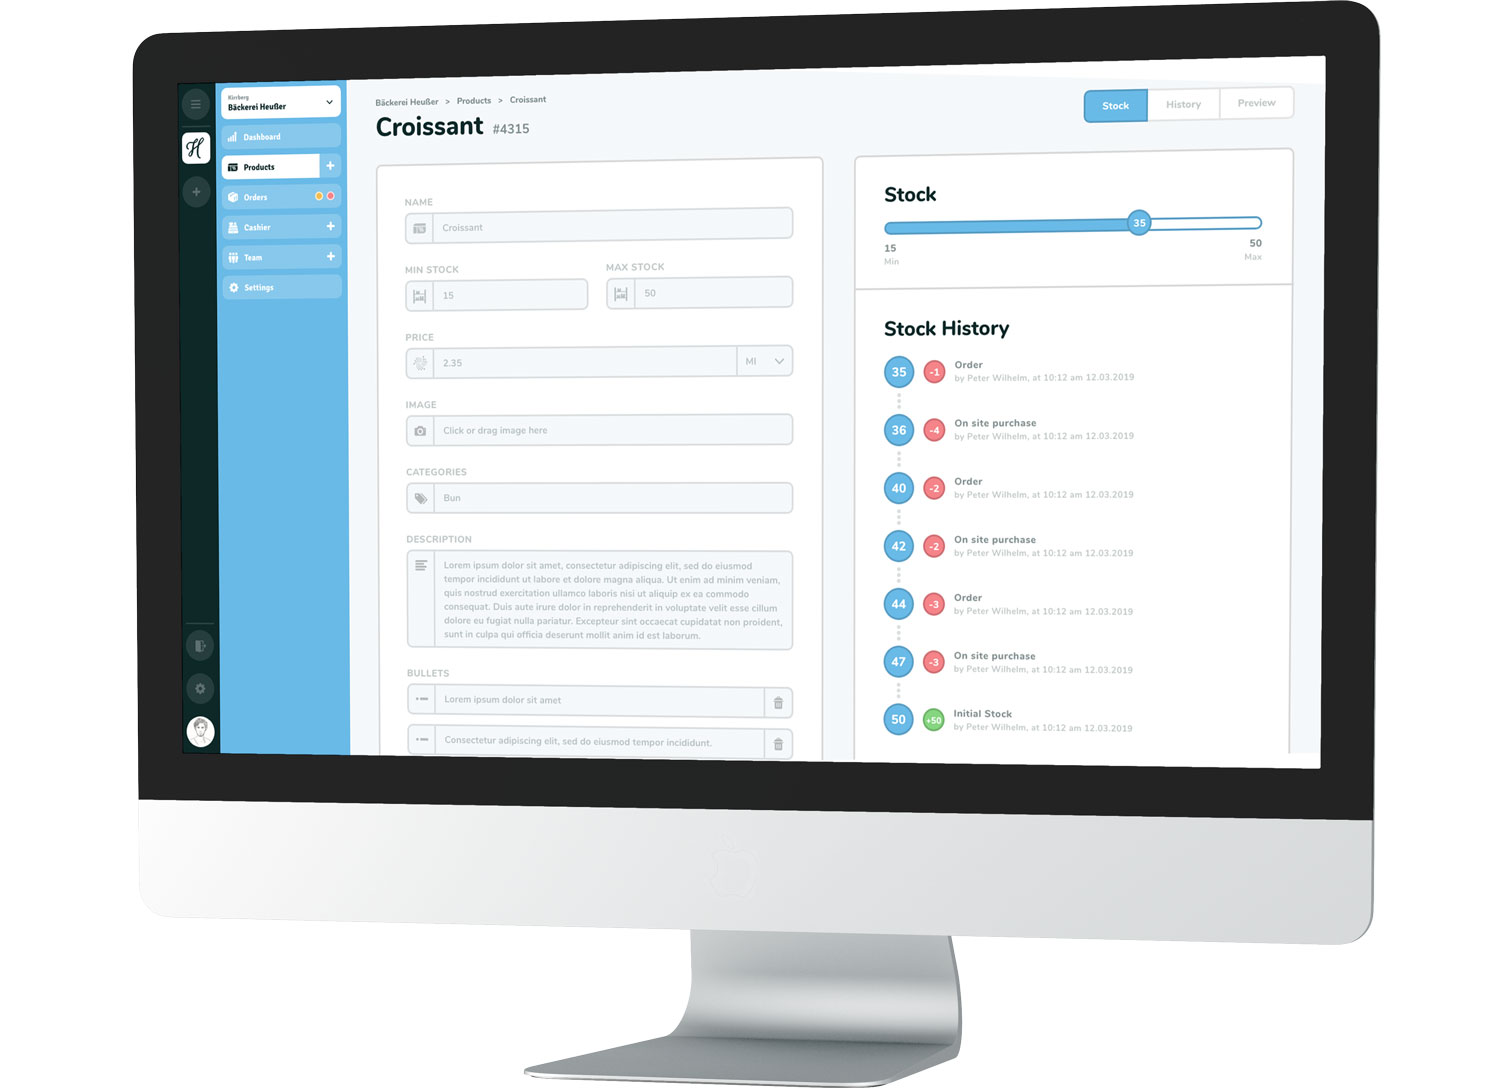 Kirrberg
Bäckerei Heußer
Dashboard
Products
Orders
Cashier
Team
Settings
Bäckerei Heußer > Products > Croissant
Croissant #4315
Stock History Preview
NAME
Croissant
MIN STOCK MAX STOCK
15 50
PRICE
2.35 MI
IMAGE
Click or drag image here
CATEGORIES
Bun
DESCRIPTION
Lorem ipsum dolor sit amet, consectetur adipiscing elit, sed do eiusmod
tempor incididunt ut labore et dolore magna aliqua. Ut enim ad minim veniam,
quis nostrud exercitation ullamco laboris nisi ut aliquip ex ea commodo
consequat. Duis aute irure dolor in reprehenderit in voluptate velit esse cillum
dolore eu fugiat nulla pariatur. Excepteur sint occaecat cupidatat non proident,
sunt in culpa qui officia deserunt mollit anim id est laborum.
BULLETS
Lorem ipsum dolor sit amet
Consectetur adipiscing elit, sed do eiusmod tempor incididunt.
Stock
35
15 50
Min Max
Stock History
35 -1 Order
by Peter Wilhelm, at 10:12 am 12.03.2019
36 -4 On site purchase
by Peter Wilhelm, at 10:12 am 12.03.2019
40 -2 Order
by Peter Wilhelm, at 10:12 am 12.03.2019
42 -2 On site purchase
by Peter Wilhelm, at 10:12 am 12.03.2019
44 -3 Order
by Peter Wilhelm, at 10:12 am 12.03.2019
47 -3 On site purchase
by Peter Wilhelm, at 10:12 am 12.03.2019
50 +50 Initial Stock
by Peter Wilhelm, at 10:12 am 12.03.2019